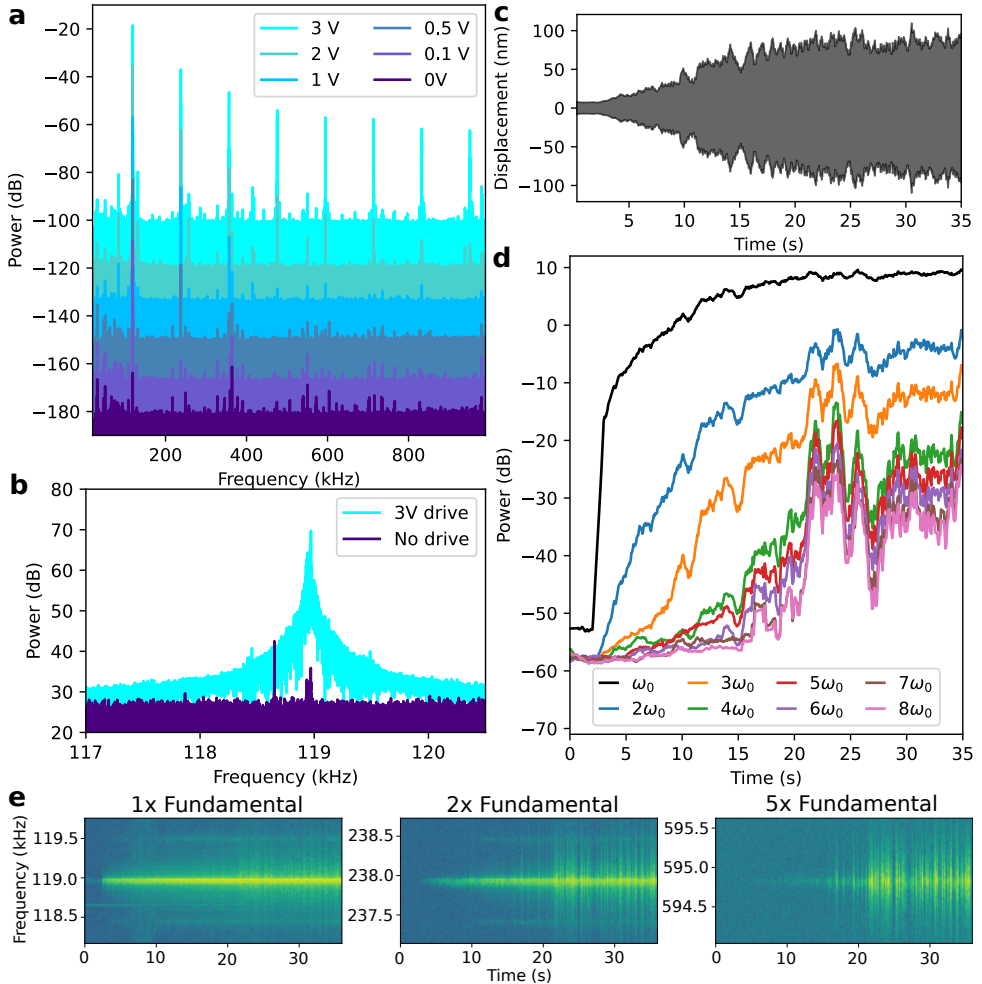 a
−20
−40
−60
−80
−100
−120
−140
−160
−180
Power (dB)
3 V
2 V
1 V
0.5 V
0.1 V
0V
200
400
600
800
Frequency (kHz)
b
80
70
60
50
40
30
20
Power (dB)
3V drive
No drive
117
118
119
120
Frequency (kHz)
c
100
50
0
−50
−100
Displacement (nm)
5
10
15
20
25
30
35
Time (s)
d
10
0
−10
−20
−30
−40
−50
−60
−70
Power (dB)
ω₀
2ω₀
3ω₀
4ω₀
5ω₀
6ω₀
7ω₀
8ω₀
0
5
10
15
20
25
30
35
Time (s)
e
1x Fundamental
2x Fundamental
5x Fundamental
Frequency (kHz)
119.5
119.0
118.5
0
10
20
30
238.5
238.0
237.5
0
10
20
30
595.5
595.0
594.5
0
10
20
30
Time (s)